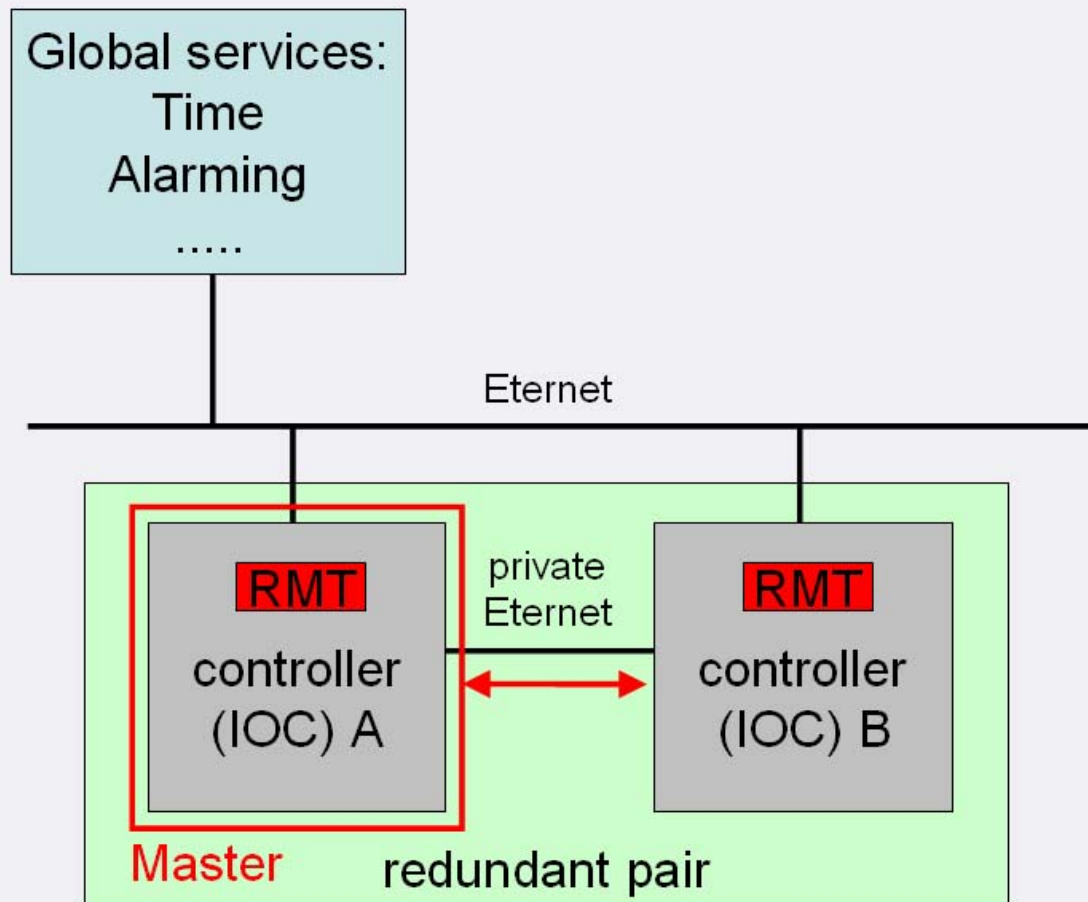 Global services:
Time
Alarming
.....
Eternet
RMT
controller
(IOC) A
private
Eternet
RMT
controller
(IOC) B
Master
redundant pair